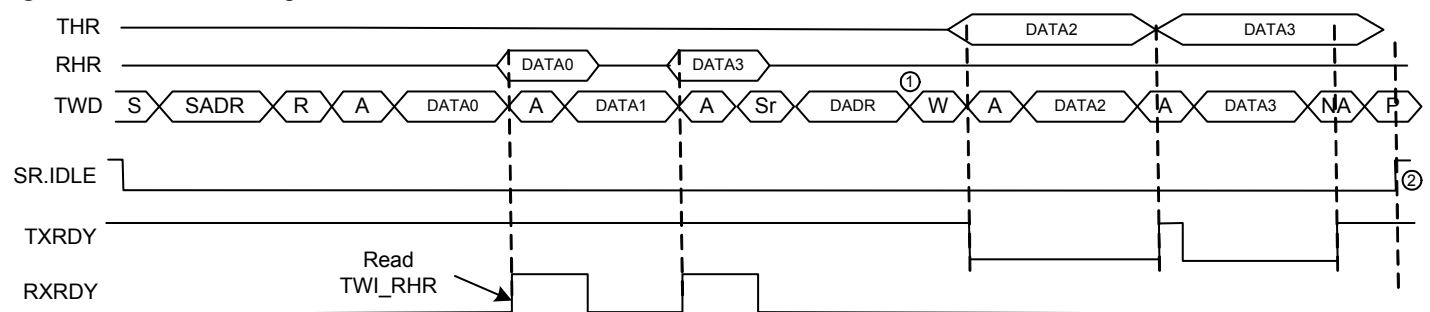 THR DATA2 DATA3
RHR DATA0 DATA3
①
TWD S SADR R A DATA0 A DATA1 A Sr DADR W A DATA2 A DATA3 NA P
SR.IDLE ②
TXRDY
Read
TWI_RHR
RXRDY